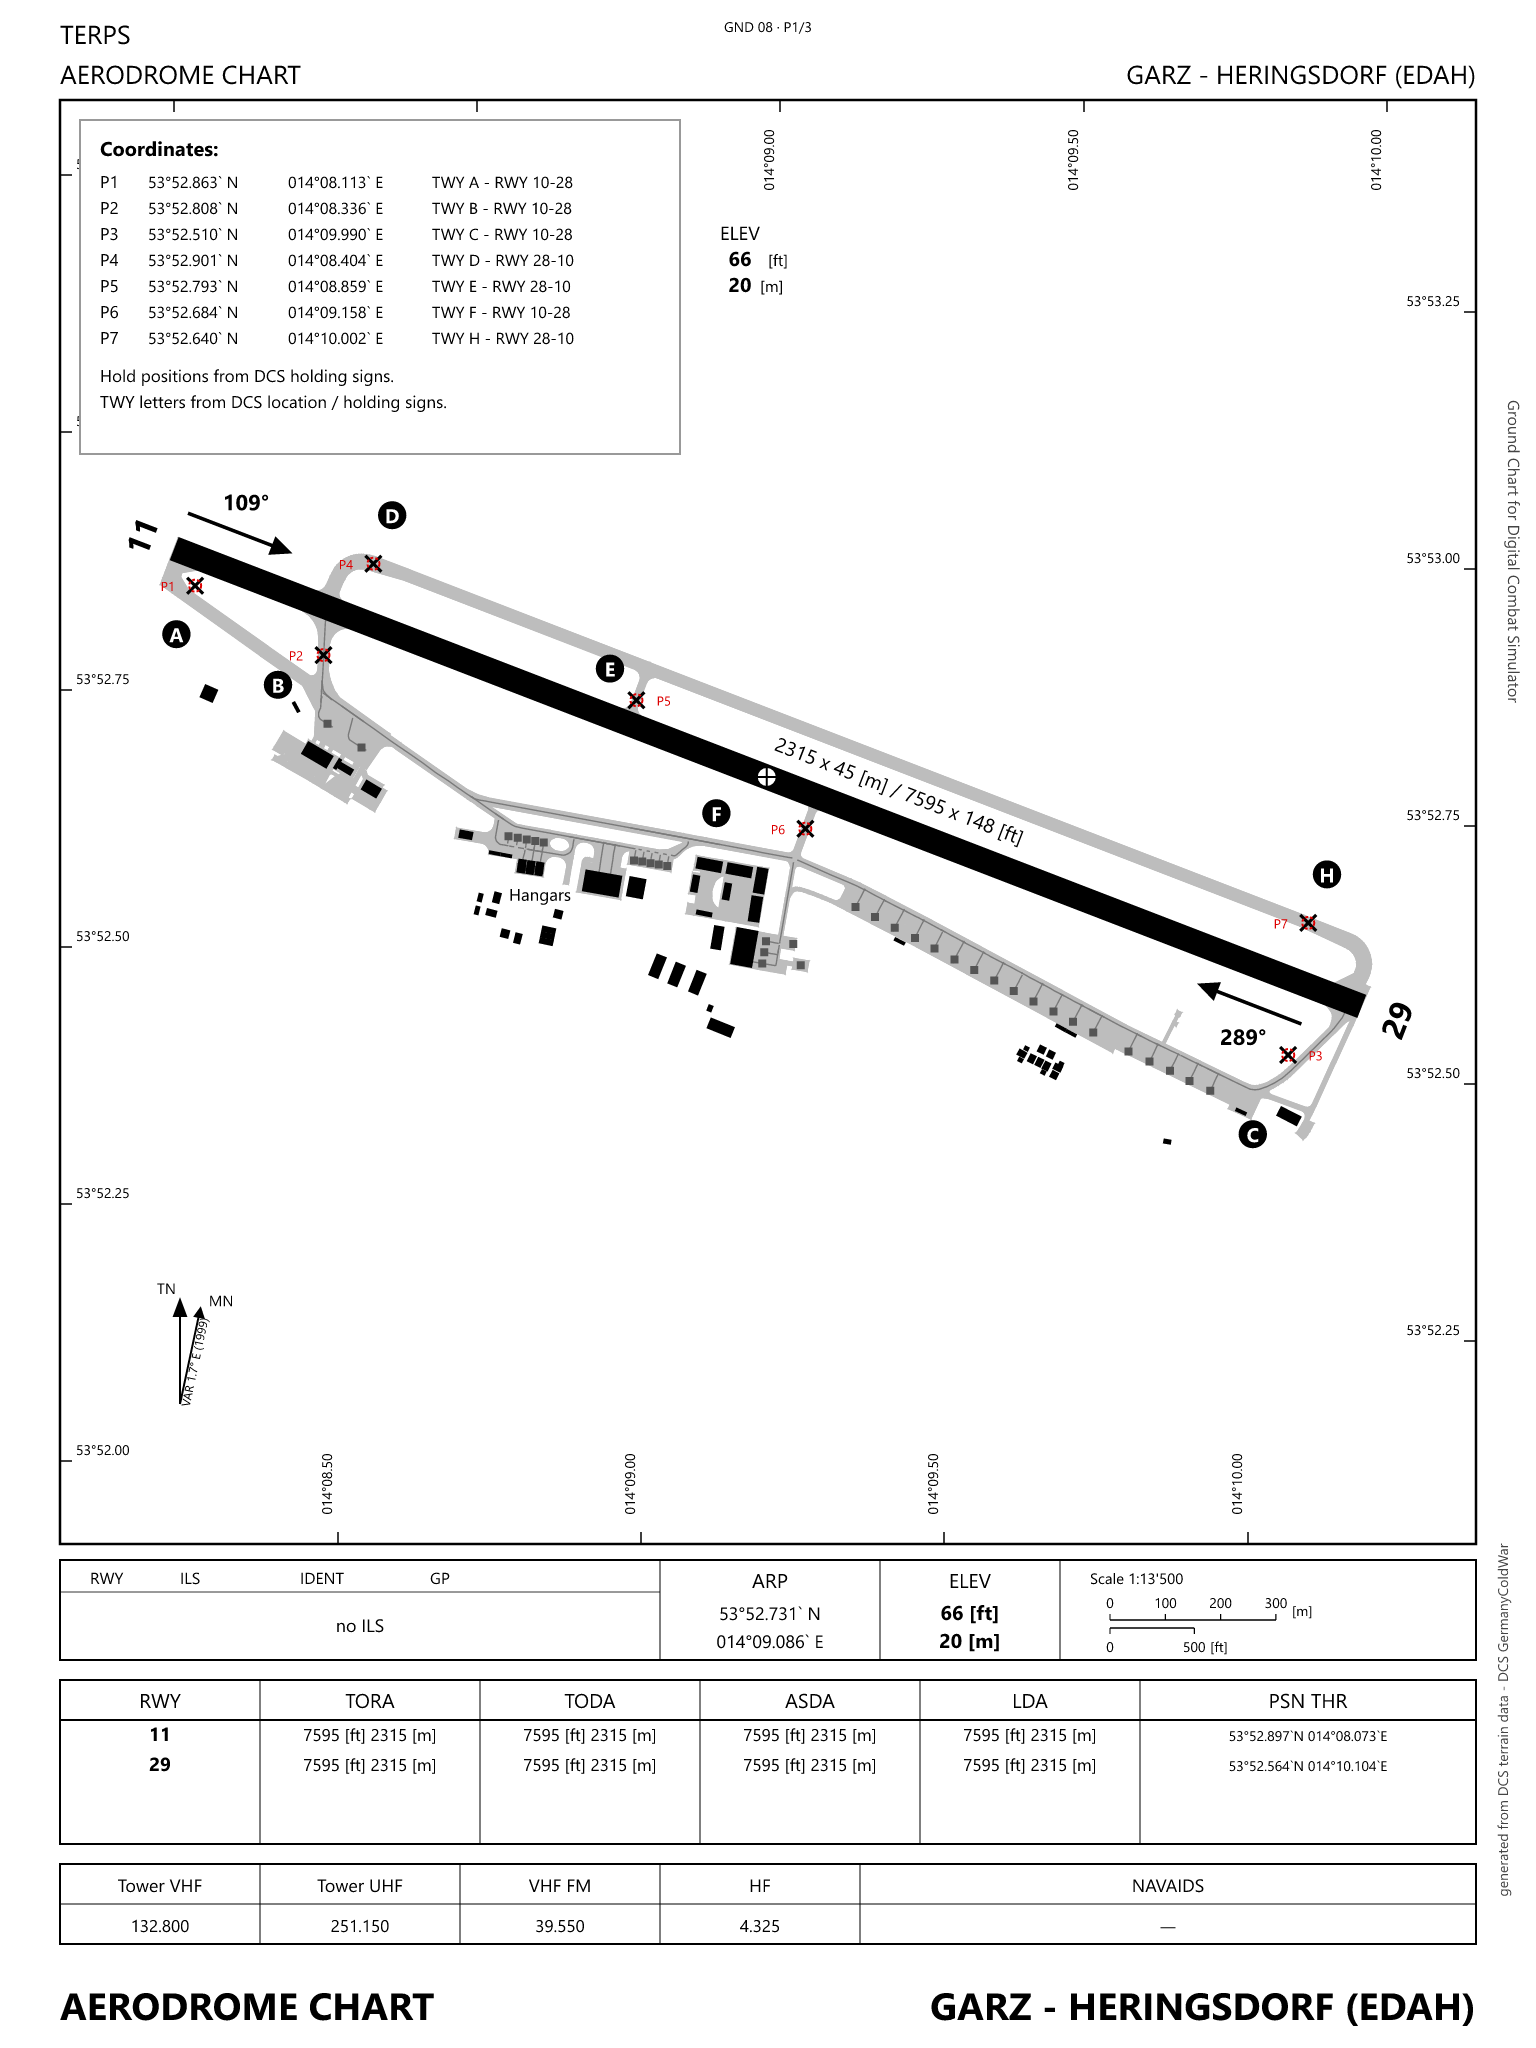 GND 08 · P1/3
TERPS
AERODROME CHART
GARZ - HERINGSDORF (EDAH)
014°09.00
014°09.50
014°10.00
Coordinates:
P1 53°52.863` N 014°08.113` E TWY A - RWY 10-28
P2 53°52.808` N 014°08.336` E TWY B - RWY 10-28
P3 53°52.510` N 014°09.990` E TWY C - RWY 10-28
P4 53°52.901` N 014°08.404` E TWY D - RWY 28-10
P5 53°52.793` N 014°08.859` E TWY E - RWY 28-10
P6 53°52.684` N 014°09.158` E TWY F - RWY 10-28
P7 53°52.640` N 014°10.002` E TWY H - RWY 28-10
Hold positions from DCS holding signs.
TWY letters from DCS location / holding signs.
ELEV
66 [ft]
20 [m]
53°53.25
Ground Chart for Digital Combat Simulator
109°
11
D
53°53.00
P4
P1
A
P2
E
B
53°52.75
P5
2315 x 45 [m] / 7595 x 148 [ft]
F
P6
53°52.75
H
Hangars
P7
53°52.50
29
289°
P3
53°52.50
C
53°52.25
TN
MN
VAR 1.7° E (1999)
53°52.25
53°52.00
014°08.50
014°09.00
014°09.50
014°10.00
RWY ILS IDENT GP
no ILS
ARP
53°52.731` N
014°09.086` E
ELEV
66 [ft]
20 [m]
Scale 1:13'500
0 100 200 300 [m]
0 500 [ft]
generated from DCS terrain data - DCS GermanyColdWar
RWY TORA TODA ASDA LDA PSN THR
11 7595 [ft] 2315 [m] 7595 [ft] 2315 [m] 7595 [ft] 2315 [m] 7595 [ft] 2315 [m] 53°52.897`N 014°08.073`E
29 7595 [ft] 2315 [m] 7595 [ft] 2315 [m] 7595 [ft] 2315 [m] 7595 [ft] 2315 [m] 53°52.564`N 014°10.104`E
Tower VHF Tower UHF VHF FM HF NAVAIDS
132.800 251.150 39.550 4.325 —
AERODROME CHART
GARZ - HERINGSDORF (EDAH)